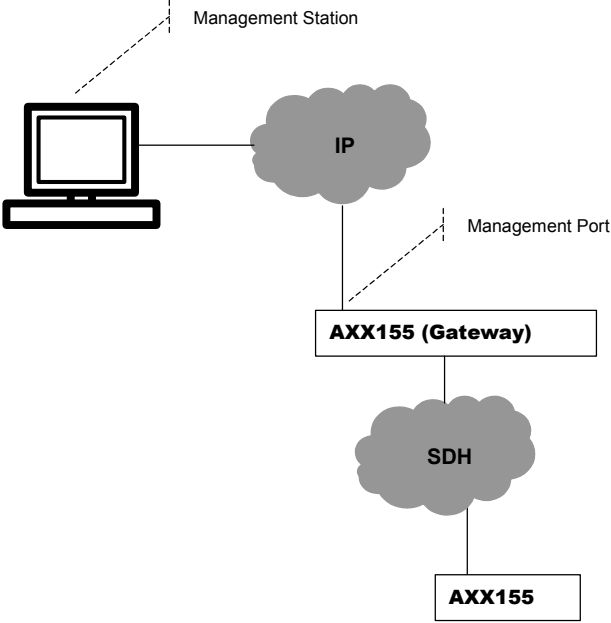 Management Station
IP
Management Port
AXX155 (Gateway)
SDH
AXX155